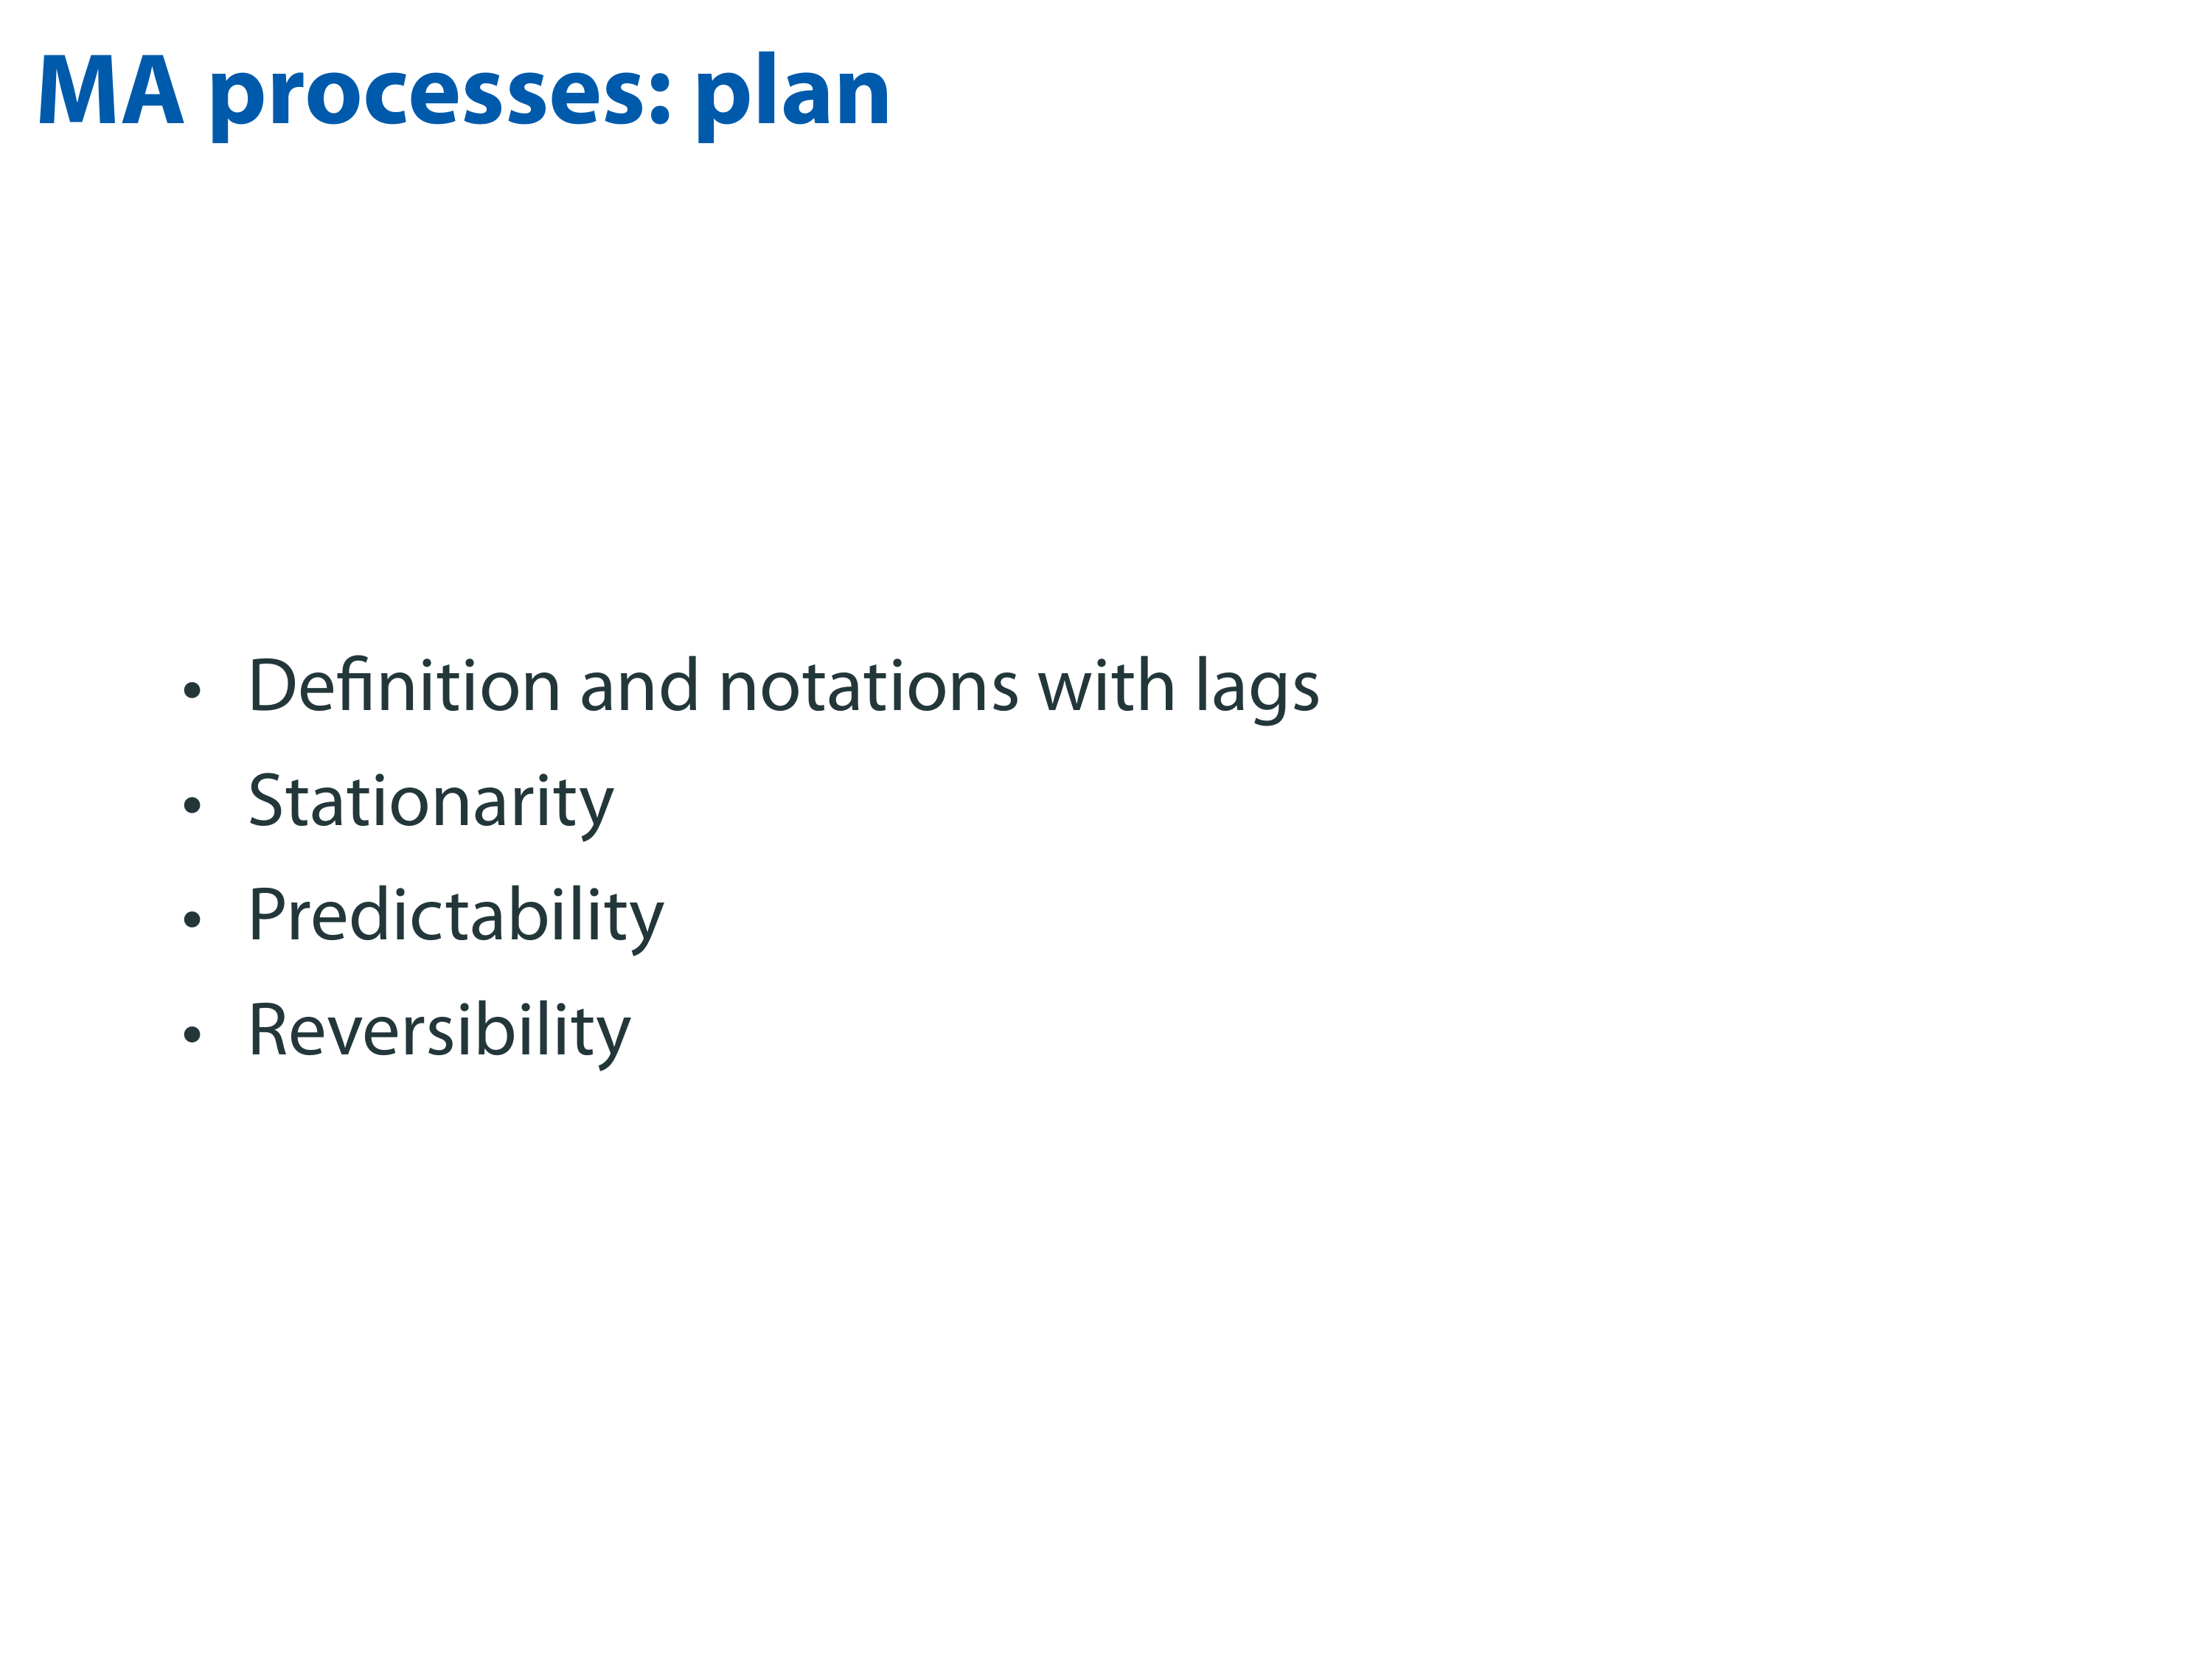 MA processes: plan
• Definition and notations with lags
• Stationarity
• Predictability
• Reversibility